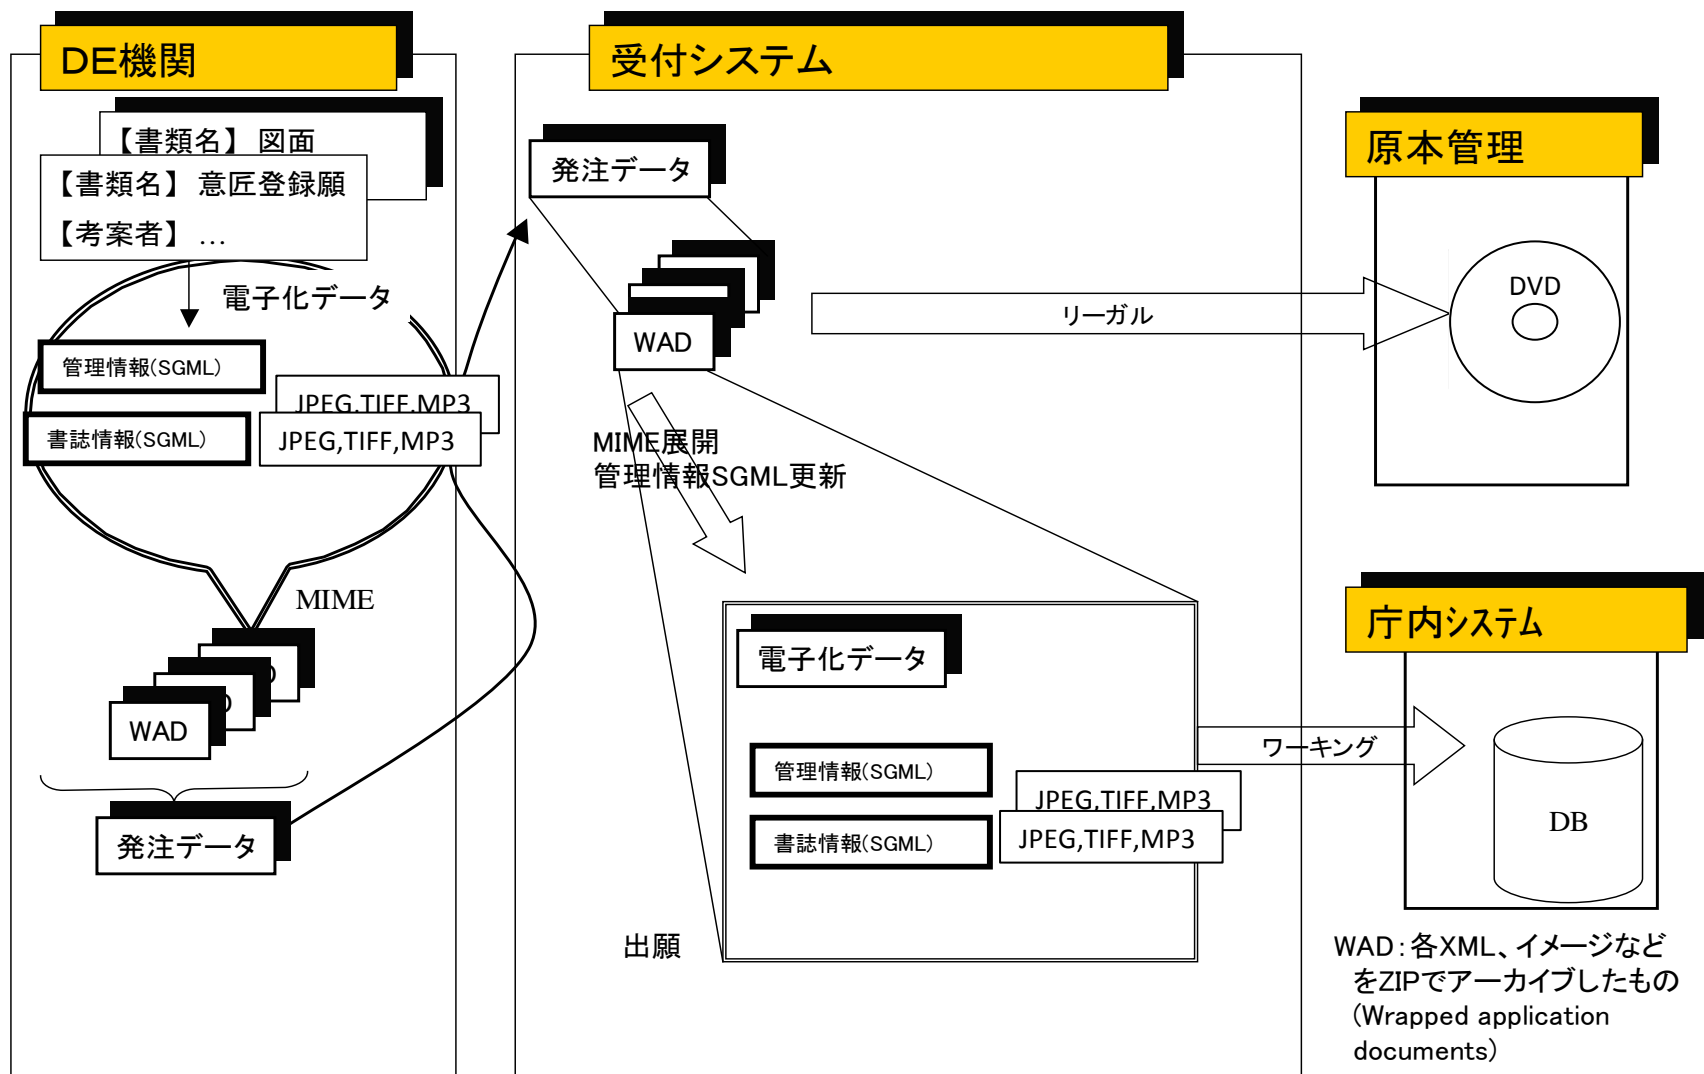 DE機関
受付システム
【書類名】 図面
【書類名】 意匠登録願
【考案者】 …
電子化データ
管理情報(SGML)
書誌情報(SGML)
JPEG,TIFF,MP3
JPEG,TIFF,MP3
MIME
WAD
発注データ
発注データ
WAD
MIME展開
管理情報SGML更新
電子化データ
管理情報(SGML)
書誌情報(SGML)
JPEG,TIFF,MP3
JPEG,TIFF,MP3
出願
リーガル
ワーキング
原本管理
DVD
庁内システム
DB
WAD：各XML、イメージなど
をZIPでアーカイブしたもの
(Wrapped application
documents)